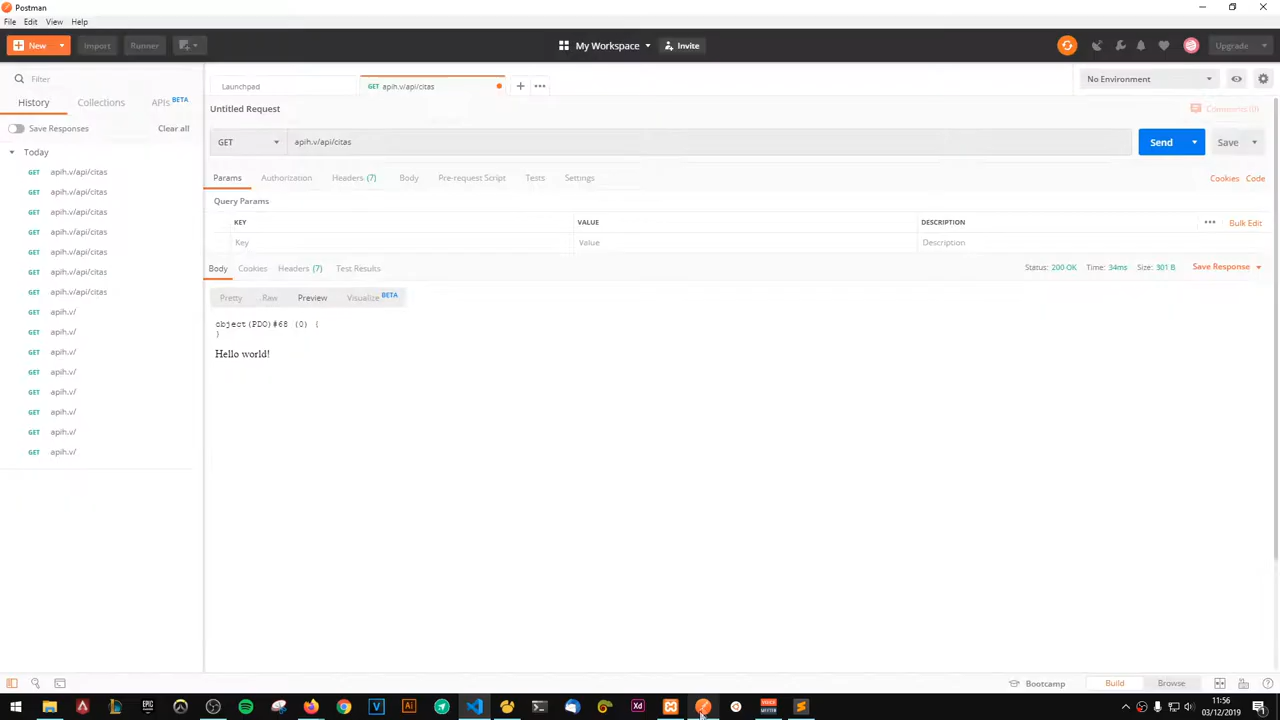 Postman
File Edit View Help
New Import Runner My Workspace Invite Upgrade
Filter
History Collections APIs BETA
Save Responses Clear all
Today
GET apih.v/api/citas
GET apih.v/api/citas
GET apih.v/api/citas
GET apih.v/api/citas
GET apih.v/api/citas
GET apih.v/api/citas
GET apih.v/api/citas
GET apih.v/
GET apih.v/
GET apih.v/
GET apih.v/
GET apih.v/
GET apih.v/
GET apih.v/
GET apih.v/
Launchpad GET apih.v/api/citas No Environment
Untitled Request Comments (0)
GET apih.v/api/citas Send Save
Params Authorization Headers (7) Body Pre-request Script Tests Settings Cookies Code
Query Params
KEY VALUE DESCRIPTION Bulk Edit
Key Value Description
Body Cookies Headers (7) Test Results Status: 200 OK Time: 34ms Size: 301 B Save Response
Pretty Raw Preview Visualize BETA
object(PDO)#68 (0) {
}
Hello world!
Bootcamp Build Browse
EPIC Ai Xd
11:56
03/12/2019